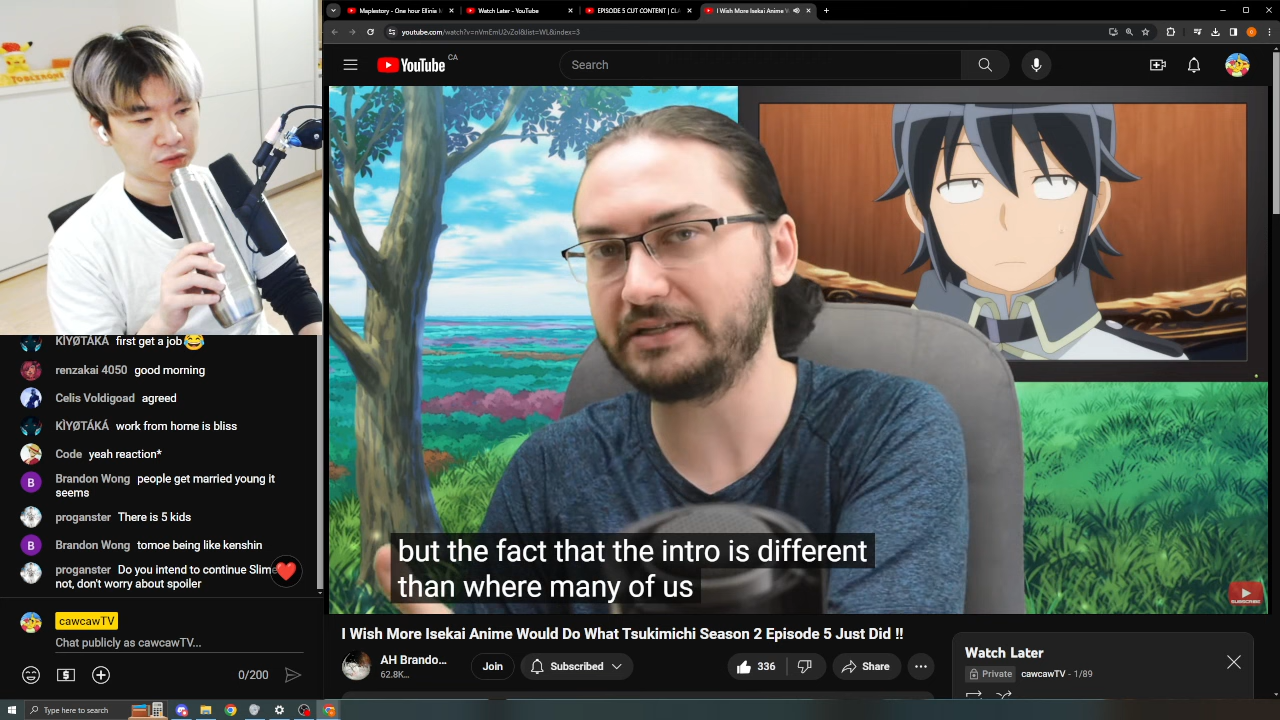 Maplestory - One hour Ellinia
Watch Later - YouTube
EPISODE 5 CUT CONTENT | CL
I Wish More Isekai Anime
youtube.com/watch?v=nVmEmU2vZoI&list=WL&index=3
YouTube CA
Search
TOBLERONE
KÌYØTÁKÁ first get a job😂
renzakai 4050 good morning
Celis Voldigoad agreed
KÌYØTÁKÁ work from home is bliss
Code yeah reaction*
Brandon Wong people get married young it
seems
proganster There is 5 kids
Brandon Wong tomoe being like kenshin
proganster Do you intend to continue Slime
not, don't worry about spoiler
cawcawTV
Chat publicly as cawcawTV...
0/200
but the fact that the intro is different
than where many of us
SUBSCRIBE
I Wish More Isekai Anime Would Do What Tsukimichi Season 2 Episode 5 Just Did !!
AH Brando...
62.8K...
Join
Subscribed
336
Share
Watch Later
Private cawcawTV - 1/89
Type here to search